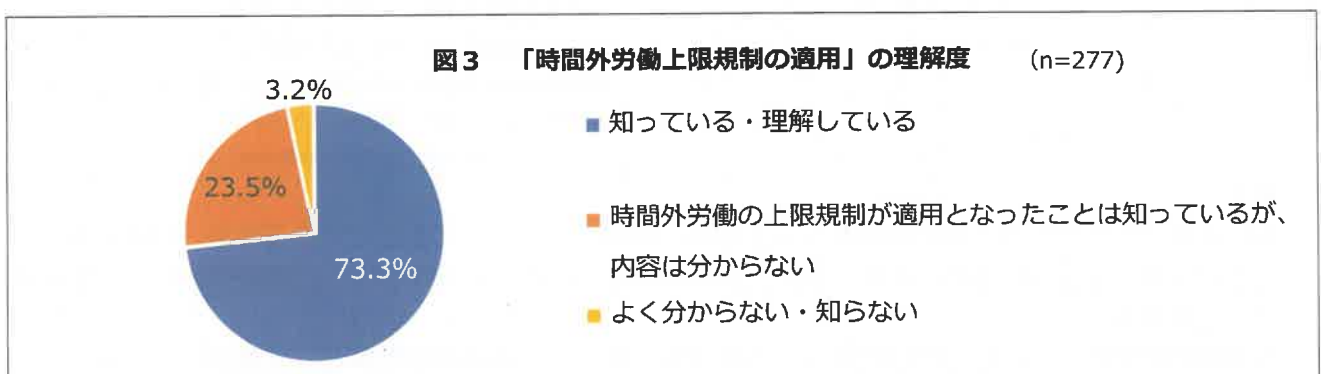 図3 「時間外労働上限規制の適用」の理解度 (n=277)
3.2%
23.5%
73.3%
知っている・理解している
時間外労働の上限規制が適用となったことは知っているが、
内容は分からない
よく分からない・知らない